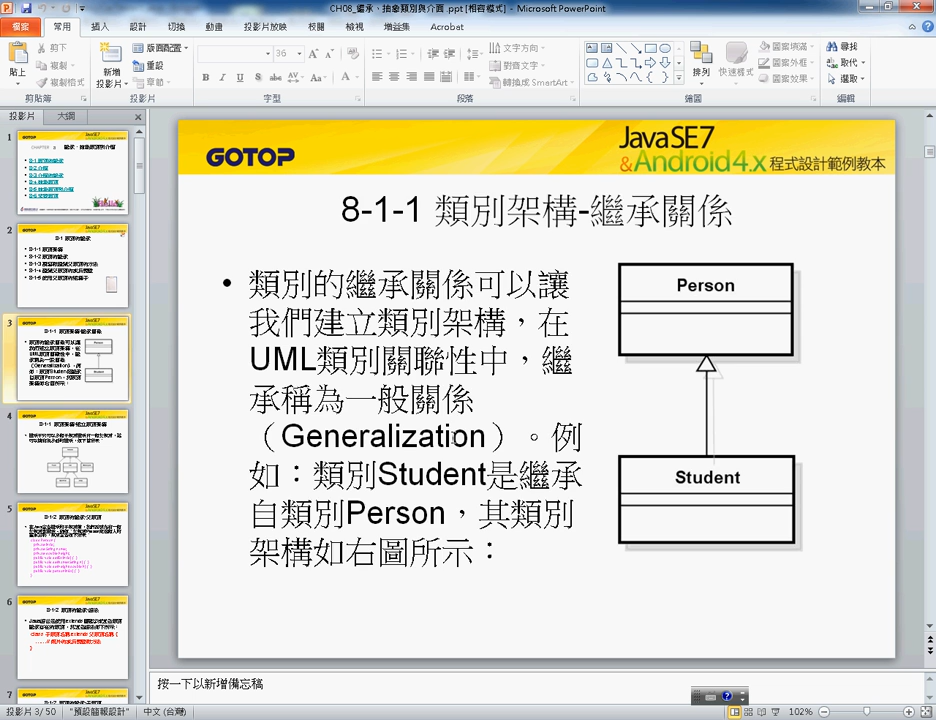 CH08_繼承、抽象類別與介面 .ppt [相容模式] - Microsoft PowerPoint
檔案 常用 插入 設計 切換 動畫 投影片放映 校閱 檢視 增益集 Acrobat
貼上 剪下 複製 複製格式 剪貼簿
新增投影片 版面配置 重設 章節 投影片
36 字型
文字方向 對齊文字 轉換成 SmartArt 段落
排列 快速樣式 圖案填滿 圖案外框 圖案效果 繪圖
尋找 取代 選取 編輯
投影片 大綱
1
2
3
4
5
6
7
GOTOP
JavaSE7
&Android4.x 程式設計範例教本
8-1-1 類別架構-繼承關係
• 類別的繼承關係可以讓
我們建立類別架構，在
UML類別關聯性中，繼
承稱為一般關係
（Generalization）。例
如：類別Student是繼承
自類別Person，其類別
架構如右圖所示：
Person
Student
按一下以新增備忘稿
投影片 3/50 "預設簡報設計" 中文 (台灣) 102%